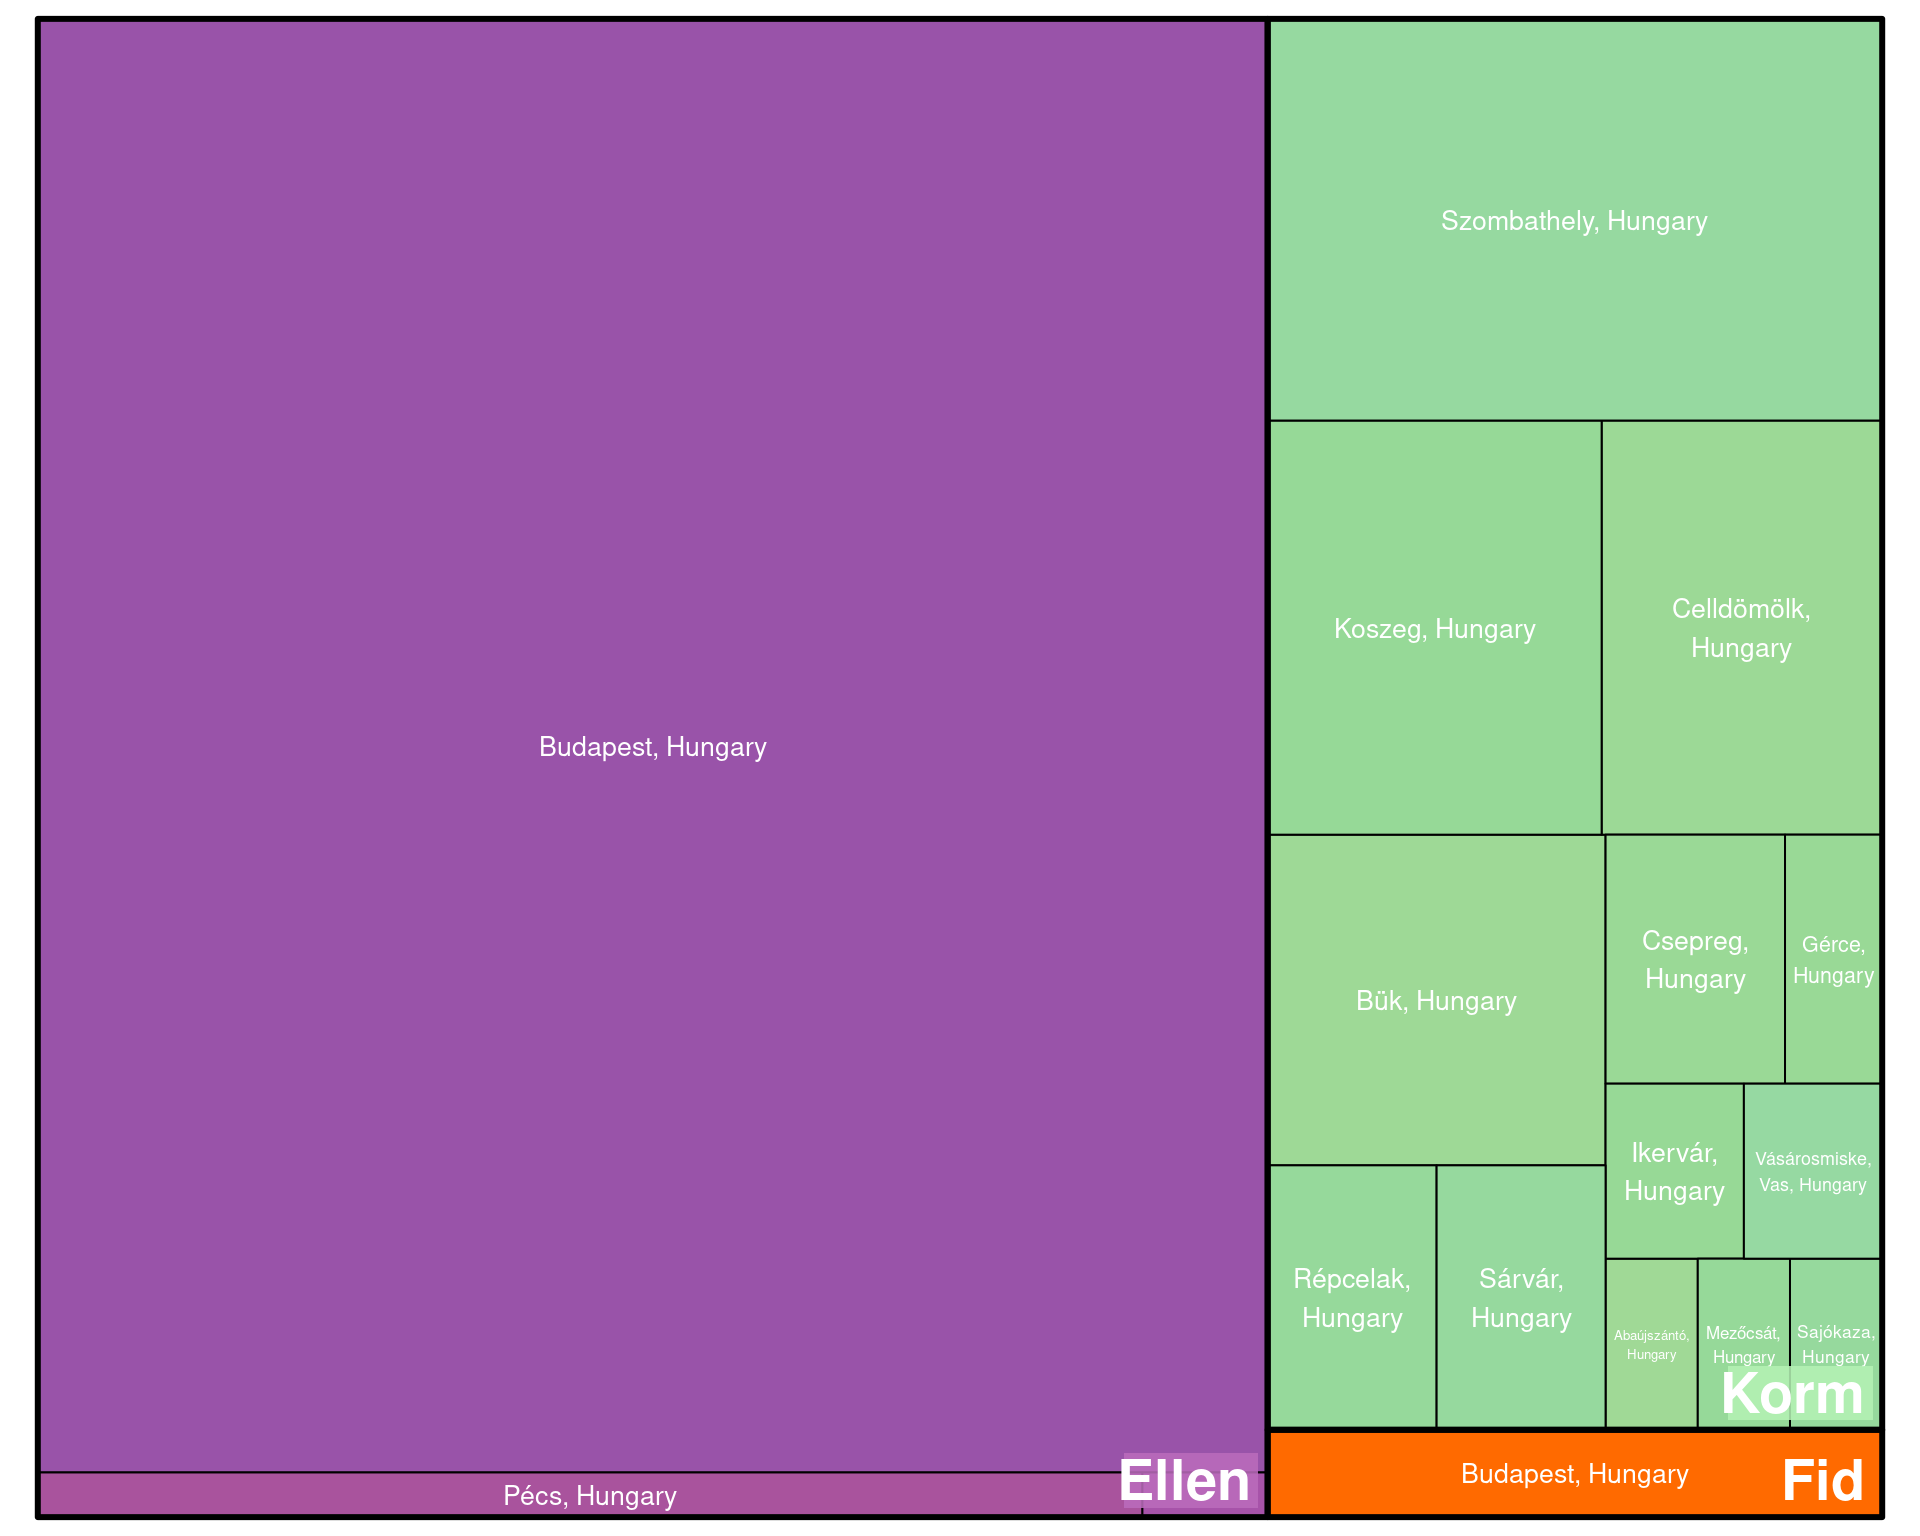 Szombathely, Hungary
Koszeg, Hungary
Celldömölk,
Hungary
Budapest, Hungary
Bük, Hungary
Csepreg,
Hungary
Gérce,
Hungary
Ikervár,
Hungary
Vásárosmiske,
Vas, Hungary
Répcelak,
Hungary
Sárvár,
Hungary
Abaújszántó,
Hungary
Mezőcsát,
Hungary
Sajókaza,
Hungary
Korm
Pécs, Hungary
Ellen
Budapest, Hungary
Fid